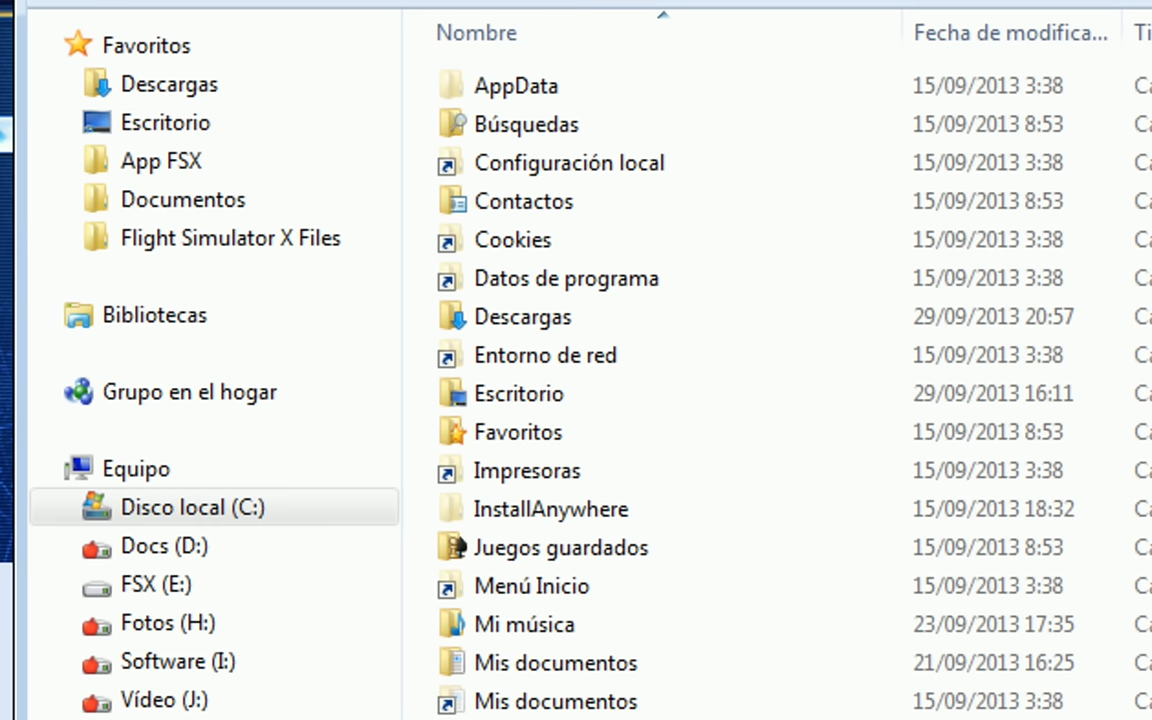 Favoritos
Descargas
Escritorio
App FSX
Documentos
Flight Simulator X Files
Bibliotecas
Grupo en el hogar
Equipo
Disco local (C:)
Docs (D:)
FSX (E:)
Fotos (H:)
Software (I:)
Vídeo (J:)
Nombre Fecha de modifica... Ti
AppData 15/09/2013 3:38 Ca
Búsquedas 15/09/2013 8:53 Ca
Configuración local 15/09/2013 3:38 Ca
Contactos 15/09/2013 8:53 Ca
Cookies 15/09/2013 3:38 Ca
Datos de programa 15/09/2013 3:38 Ca
Descargas 29/09/2013 20:57 Ca
Entorno de red 15/09/2013 3:38 Ca
Escritorio 29/09/2013 16:11 Ca
Favoritos 15/09/2013 8:53 Ca
Impresoras 15/09/2013 3:38 Ca
InstallAnywhere 15/09/2013 18:32 Ca
Juegos guardados 15/09/2013 8:53 Ca
Menú Inicio 15/09/2013 3:38 Ca
Mi música 23/09/2013 17:35 Ca
Mis documentos 21/09/2013 16:25 Ca
Mis documentos 15/09/2013 3:38 Ca